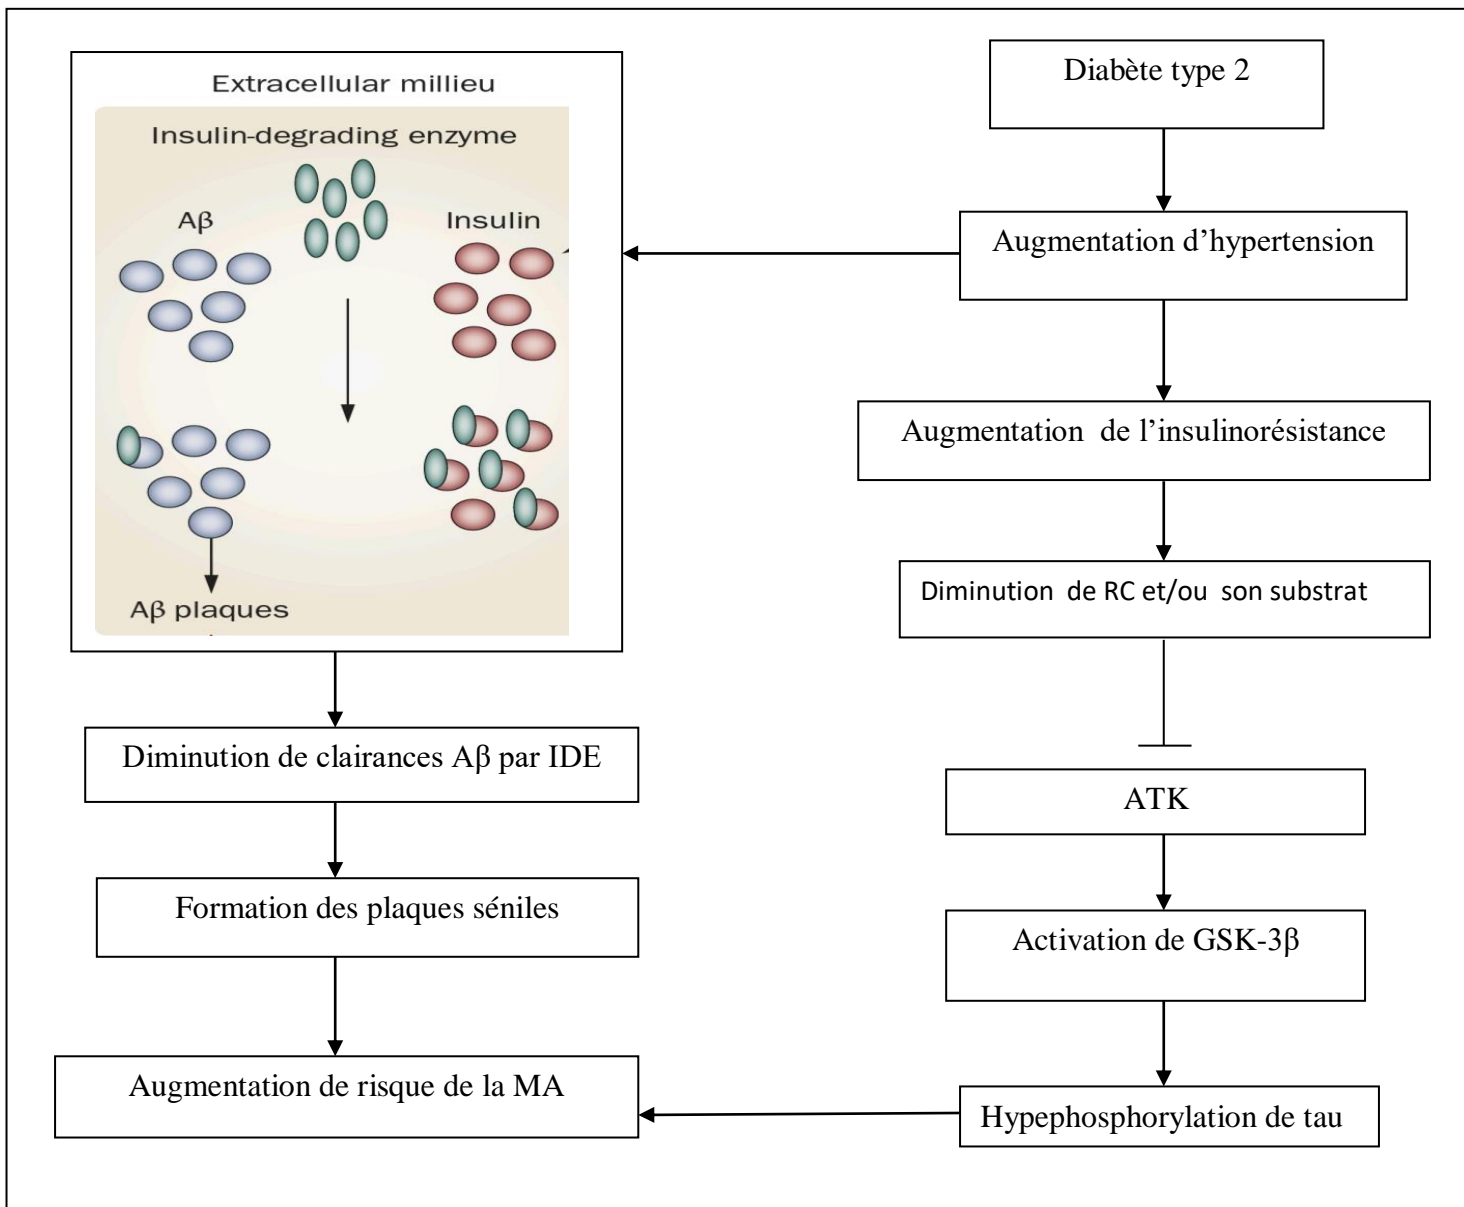 Extracellular millieu
Insulin-degrading enzyme
Aβ
Insulin
Aβ plaques
Diminution de clairances Aβ par IDE
Formation des plaques séniles
Augmentation de risque de la MA
Diabète type 2
Augmentation d’hypertension
Augmentation de l’insulinorésistance
Diminution de RC et/ou son substrat
ATK
Activation de GSK-3β
Hypephosphorylation de tau